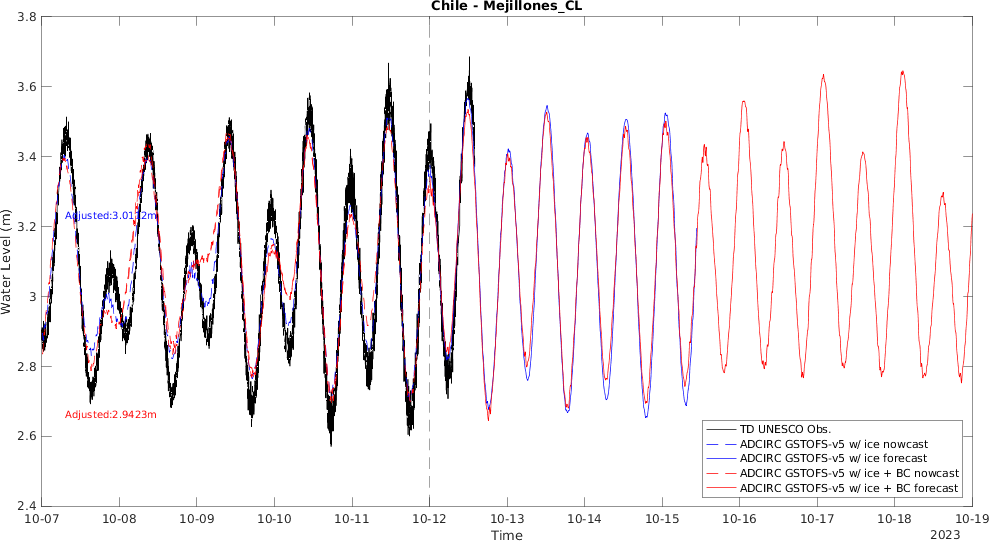 Chile - Mejillones_CL
3.8
3.6
3.4
3.2
3
2.8
2.6
2.4
Water Level (m)
Adjusted:3.0112m
Adjusted:2.9423m
TD UNESCO Obs.
ADCIRC GSTOFS-v5 w/ ice nowcast
ADCIRC GSTOFS-v5 w/ ice forecast
ADCIRC GSTOFS-v5 w/ ice + BC nowcast
ADCIRC GSTOFS-v5 w/ ice + BC forecast
10-07 10-08 10-09 10-10 10-11 10-12 10-13 10-14 10-15 10-16 10-17 10-18 10-19
Time
2023